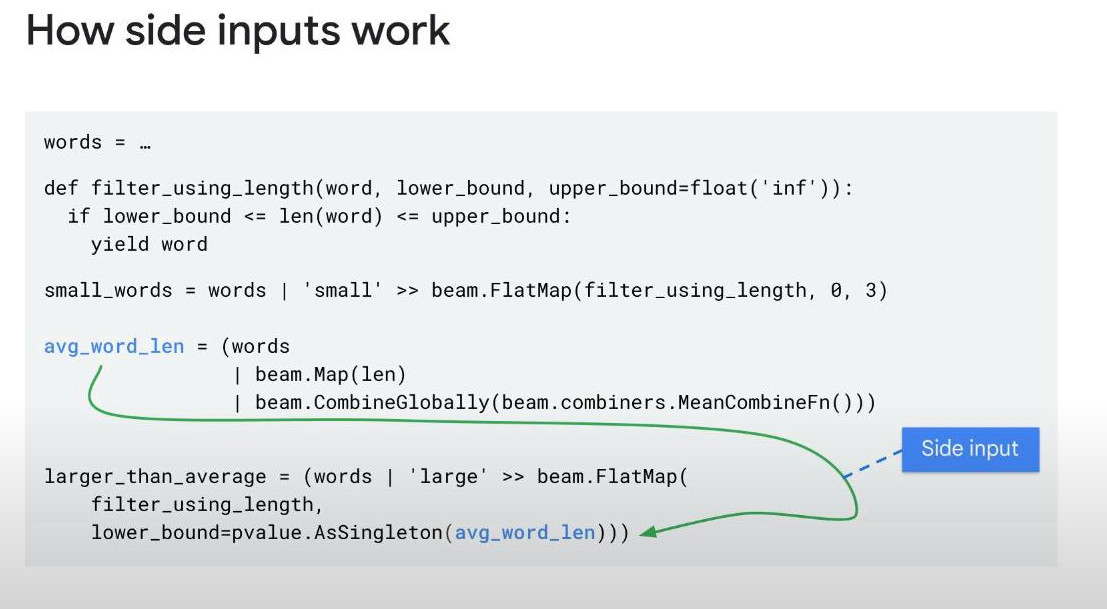 How side inputs work
words = …
def filter_using_length(word, lower_bound, upper_bound=float('inf')):
if lower_bound <= len(word) <= upper_bound:
yield word
small_words = words | 'small' >> beam.FlatMap(filter_using_length, 0, 3)
avg_word_len = (words
| beam.Map(len)
| beam.CombineGlobally(beam.combiners.MeanCombineFn()))
Side input
larger_than_average = (words | 'large' >> beam.FlatMap(
filter_using_length,
lower_bound=pvalue.AsSingleton(avg_word_len)))